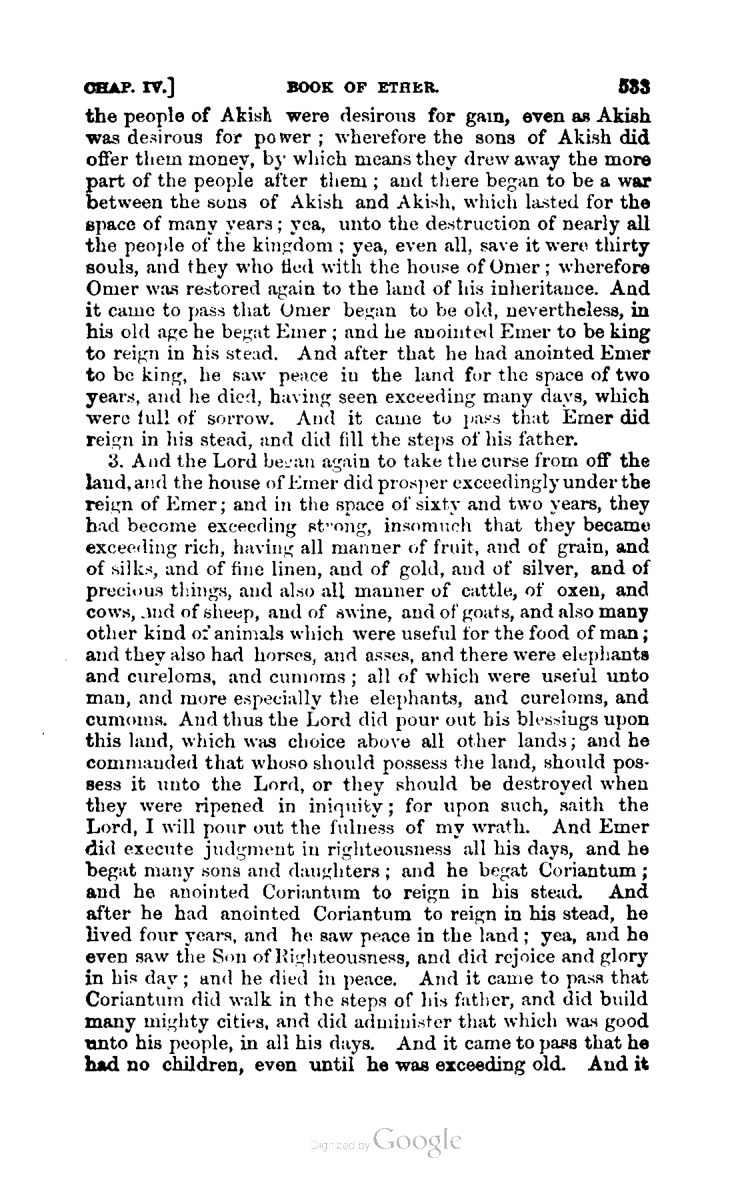 CHAP. IV.] BOOK OF ETHER. 533
the people of Akish were desirous for gain, even as Akish
was desirous for power ; wherefore the sons of Akish did
offer them money, by which means they drew away the more
part of the people after them ; and there began to be a war
between the sons of Akish and Akish, which lasted for the
space of many years ; yea, unto the destruction of nearly all
the people of the kingdom ; yea, even all, save it were thirty
souls, and they who fled with the house of Omer ; wherefore
Omer was restored again to the land of his inheritance. And
it came to pass that Omer began to be old, nevertheless, in
his old age he begat Emer ; and he anointed Emer to be king
to reign in his stead. And after that he had anointed Emer
to be king, he saw peace in the land for the space of two
years, and he died, having seen exceeding many days, which
were full of sorrow. And it came to pass that Emer did
reign in his stead, and did fill the steps of his father.
3. And the Lord began again to take the curse from off the
land, and the house of Emer did prosper exceedingly under the
reign of Emer ; and in the space of sixty and two years, they
had become exceeding strong, insomuch that they became
exceeding rich, having all manner of fruit, and of grain, and
of silks, and of fine linen, and of gold, and of silver, and of
precious things, and also all manner of cattle, of oxen, and
cows, and of sheep, and of swine, and of goats, and also many
other kind of animals which were useful for the food of man ;
and they also had horses, and asses, and there were elephants
and cureloms, and cumoms ; all of which were useful unto
man, and more especially the elephants, and cureloms, and
cumoms. And thus the Lord did pour out his blessings upon
this land, which was choice above all other lands ; and he
commanded that whoso should possess the land, should pos-
sess it unto the Lord, or they should be destroyed when
they were ripened in iniquity ; for upon such, saith the
Lord, I will pour out the fulness of my wrath. And Emer
did execute judgment in righteousness all his days, and he
begat many sons and daughters ; and he begat Coriantum ;
and he anointed Coriantum to reign in his stead. And
after he had anointed Coriantum to reign in his stead, he
lived four years, and he saw peace in the land ; yea, and he
even saw the Son of Righteousness, and did rejoice and glory
in his day ; and he died in peace. And it came to pass that
Coriantum did walk in the steps of his father, and did build
many mighty cities, and did administer that which was good
unto his people, in all his days. And it came to pass that he
had no children, even until he was exceeding old. And it
Digitized by Google